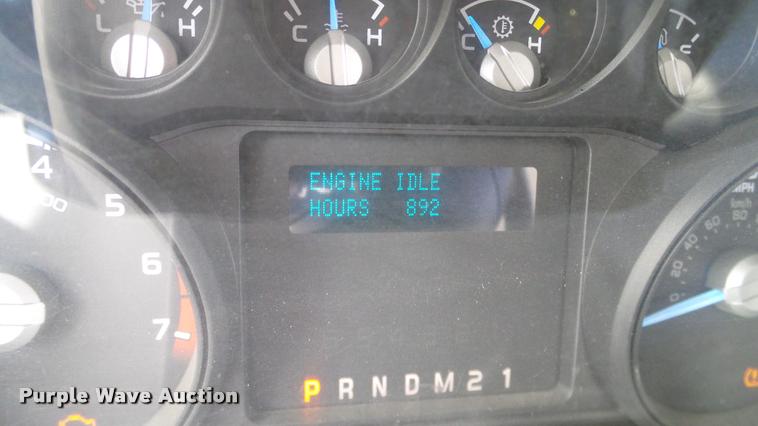 L H
C H
C H
ENGINE IDLE
HOURS 892
4
5
6
7
MPH
km/h
0
20
40
60
80
P R N D M 2 1
Purple Wave Auction